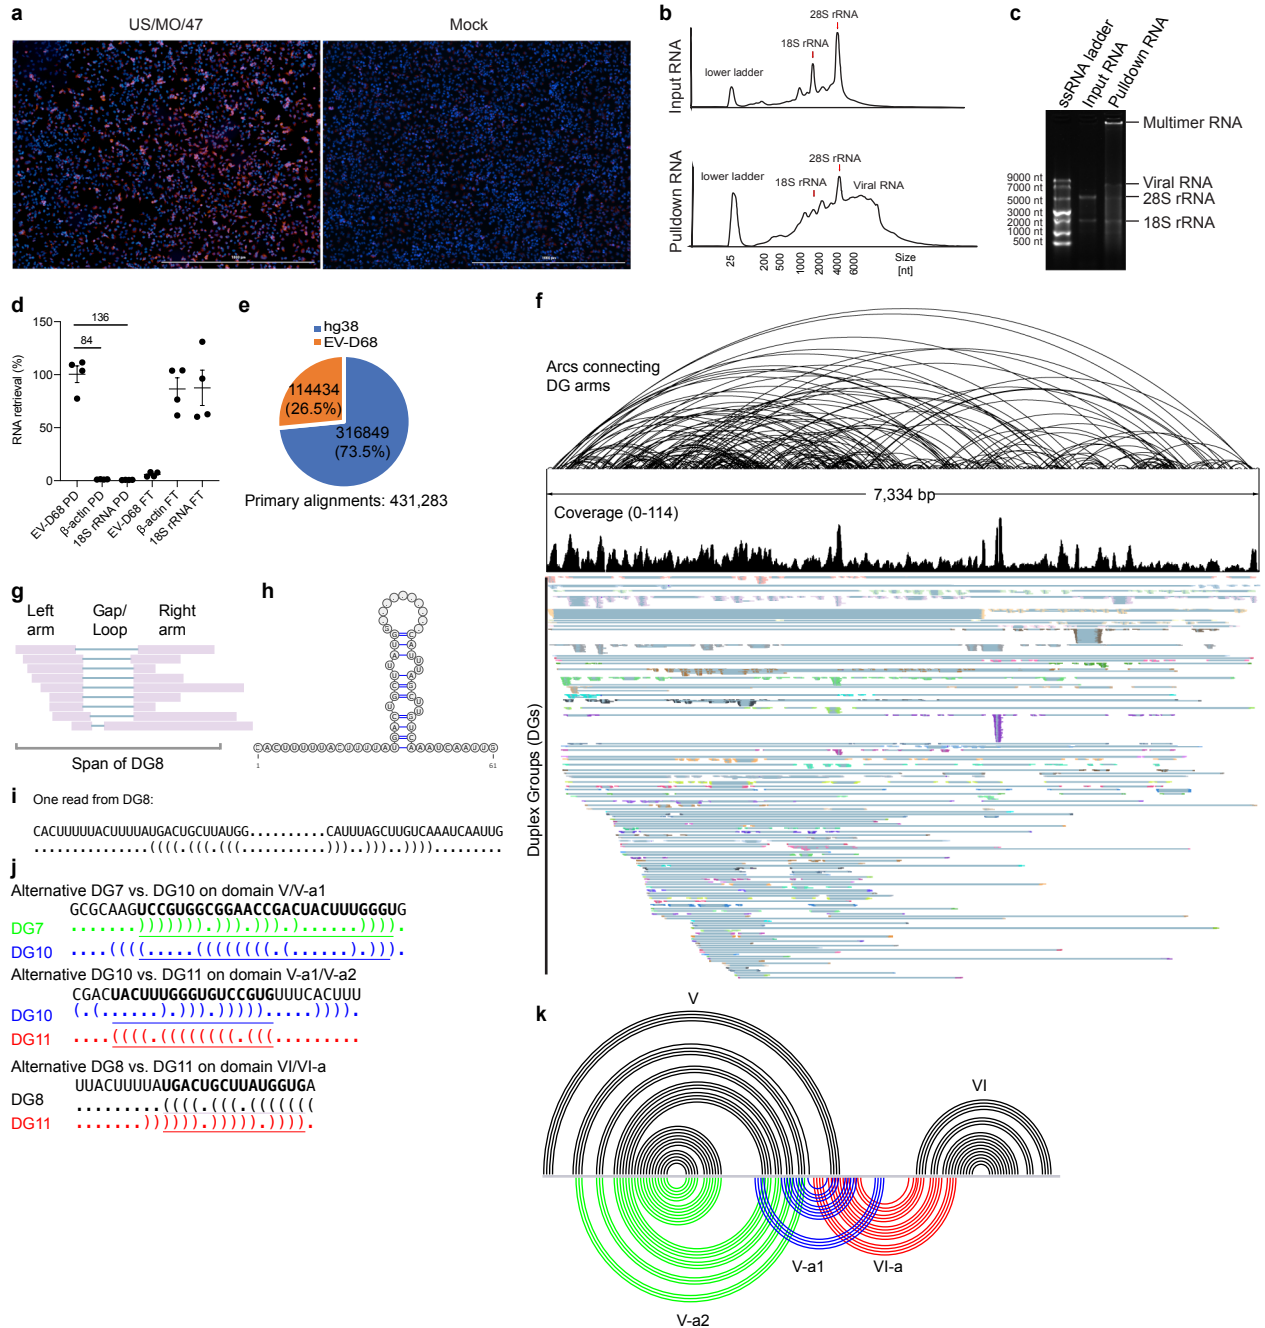 a
US/MO/47
Mock
b
Input RNA
lower ladder
18S rRNA
28S rRNA
Pulldown RNA
lower ladder
18S rRNA
28S rRNA
Viral RNA
25
200
500
1000
2000
4000
6000
Size
[nt]
c
ssRNA ladder
Input RNA
Pulldown RNA
Multimer RNA
Viral RNA
28S rRNA
18S rRNA
9000 nt
7000 nt
5000 nt
3000 nt
2000 nt
1000 nt
500 nt
d
RNA retrieval (%)
150
100
50
0
136
84
EV-D68 PD
β-actin PD
18S rRNA PD
EV-D68 FT
β-actin FT
18S rRNA FT
e
hg38
EV-D68
114434
(26.5%)
316849
(73.5%)
Primary alignments: 431,283
f
Arcs connecting
DG arms
7,334 bp
Coverage (0-114)
Duplex Groups (DGs)
g
Left
arm
Gap/
Loop
Right
arm
Span of DG8
h
1
61
i
One read from DG8:
CACUUUUUACUUUUAUGACUGCUUAUGG..........CAUUUAGCUUGUCAAAUCAAUUG
j
Alternative DG7 vs. DG10 on domain V/V-a1
GCGCAAGUCCGUGGCGGAACCGACUACUUUGGGUG
DG7
DG10
Alternative DG10 vs. DG11 on domain V-a1/V-a2
CGACUACUUUGGGUGUCCGUGUUUCACUUU
DG10
DG11
Alternative DG8 vs. DG11 on domain VI/VI-a
UUACUUUUAUGACUGCUUAUGGUGA
DG8
DG11
k
V
VI
V-a1
VI-a
V-a2